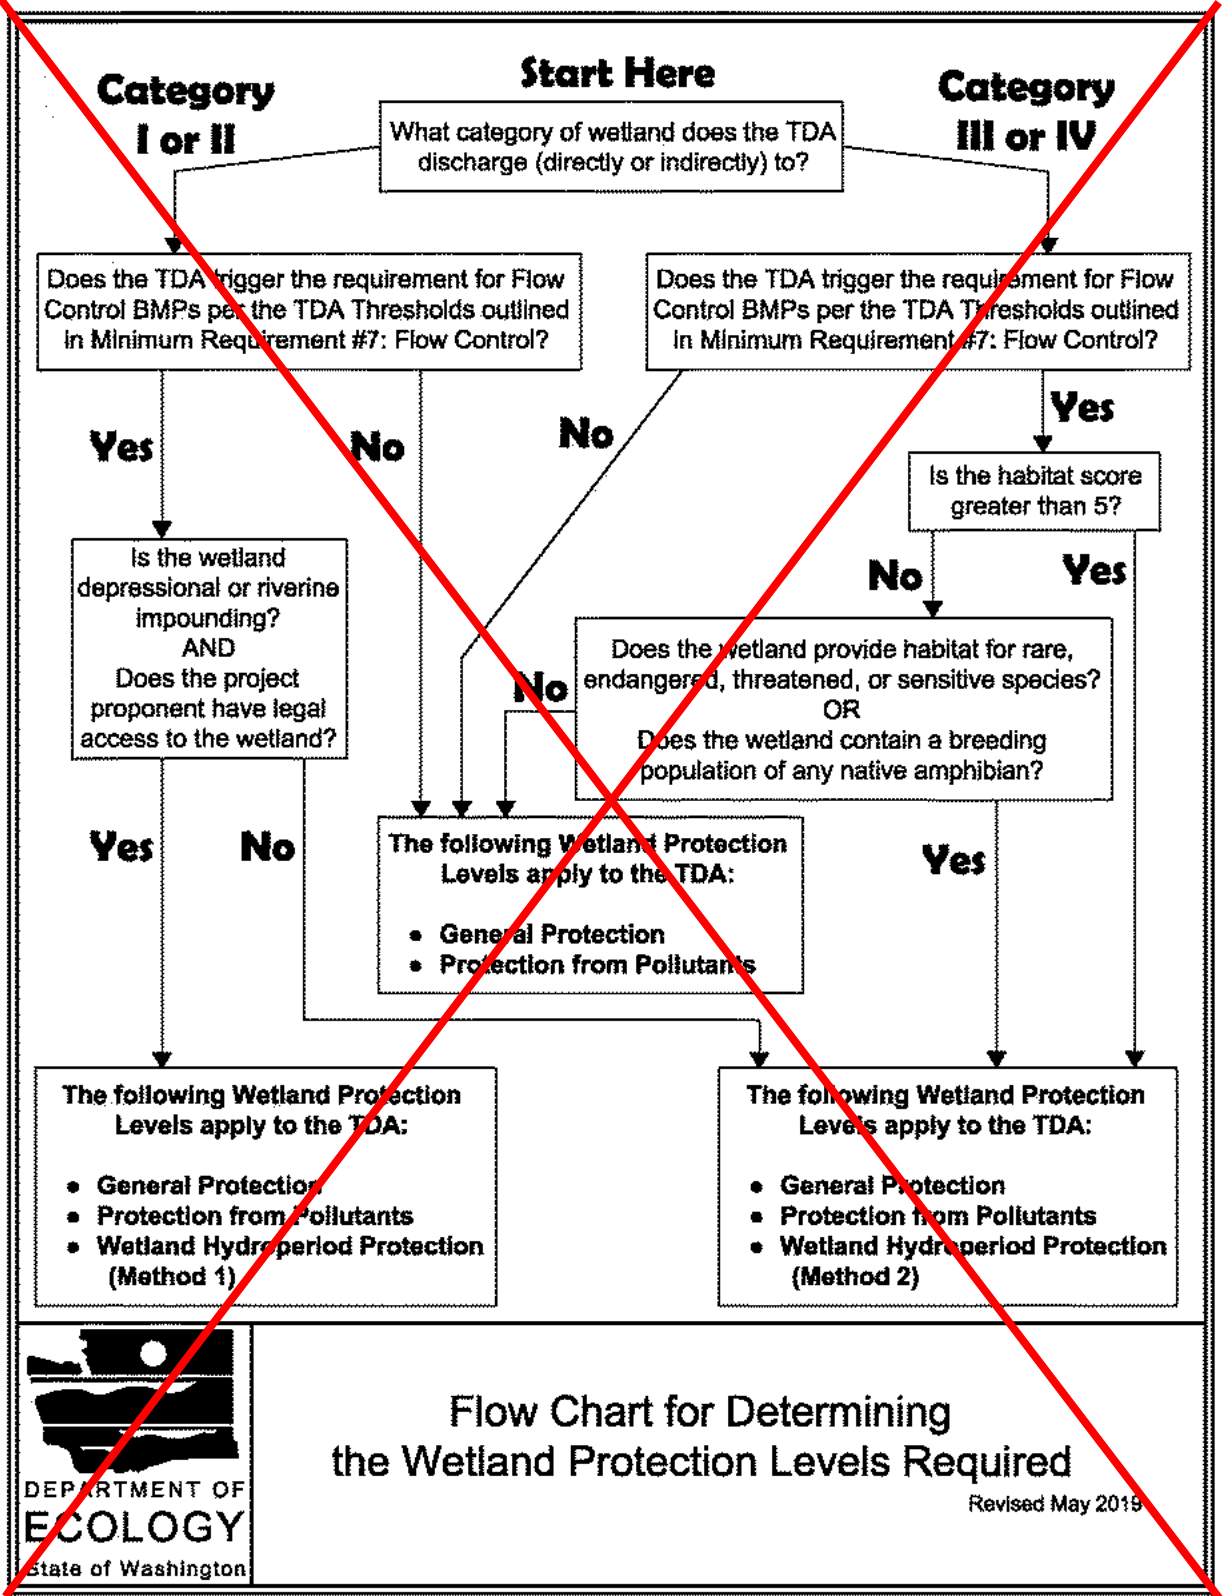 Start Here
Category
I or II
Category
III or IV
What category of wetland does the TDA
discharge (directly or indirectly) to?
Does the TDA trigger the requirement for Flow
Control BMPs per the TDA Thresholds outlined
in Minimum Requirement #7: Flow Control?
Does the TDA trigger the requirement for Flow
Control BMPs per the TDA Thresholds outlined
in Minimum Requirement #7: Flow Control?
Yes
No
No
Yes
Is the habitat score
greater than 5?
Is the wetland
depressional or riverine
impounding?
AND
Does the project
proponent have legal
access to the wetland?
No
Yes
Does the wetland provide habitat for rare,
endangered, threatened, or sensitive species?
OR
Does the wetland contain a breeding
population of any native amphibian?
No
Yes
No
Yes
The following Wetland Protection
Levels apply to the TDA:
• General Protection
• Protection from Pollutants
The following Wetland Protection
Levels apply to the TDA:
• General Protection
• Protection from Pollutants
• Wetland Hydroperiod Protection
(Method 1)
The following Wetland Protection
Levels apply to the TDA:
• General Protection
• Protection from Pollutants
• Wetland Hydroperiod Protection
(Method 2)
DEPARTMENT OF
ECOLOGY
State of Washington
Flow Chart for Determining
the Wetland Protection Levels Required
Revised May 2019